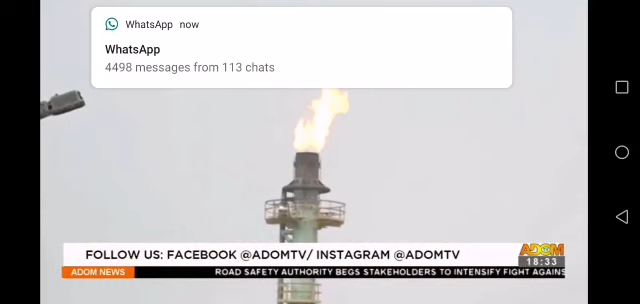 WhatsApp now
WhatsApp
4498 messages from 113 chats
FOLLOW US: FACEBOOK @ADOMTV/ INSTAGRAM @ADOMTV
ADOM
18:33
ADOM NEWS
ROAD SAFETY AUTHORITY BEGS STAKEHOLDERS TO INTENSIFY FIGHT AGAINS